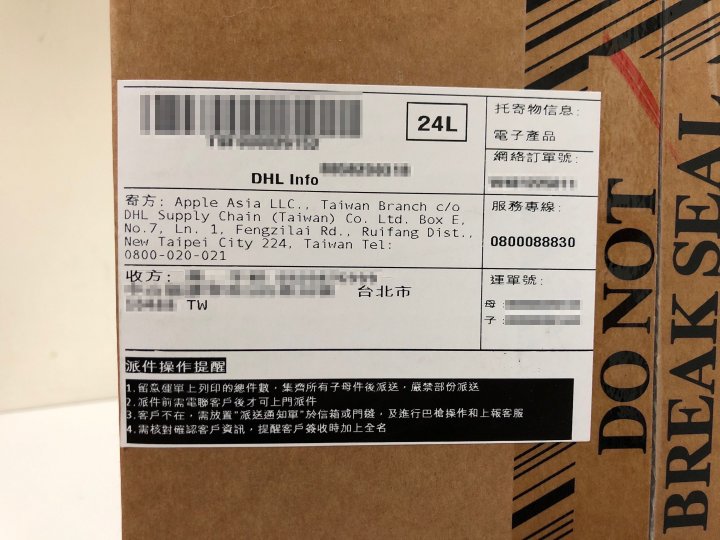 24L
DHL Info
托寄物信息:
電子產品
網絡訂單號:
服務專線:
0800088830
寄方: Apple Asia LLC., Taiwan Branch c/o
DHL Supply Chain (Taiwan) Co. Ltd. Box E,
No.7, Ln. 1, Fengzilai Rd., Ruifang Dist.,
New Taipei City 224, Taiwan Tel:
0800-020-021
收方:
台北市
TW
運單號:
母:
子:
派件操作提醒
1.留意運單上列印的總件數，集齊所有子母件後派送，嚴禁部份派送
2.派件前需電聯客戶後才可上門派件
3.客戶不在，需放置"派送通知單"於信箱或門縫，及進行巴槍操作和上報客服
4.需核對確認客戶資訊，提醒客戶簽收時加上全名
DO NOT
BREAK SEAL